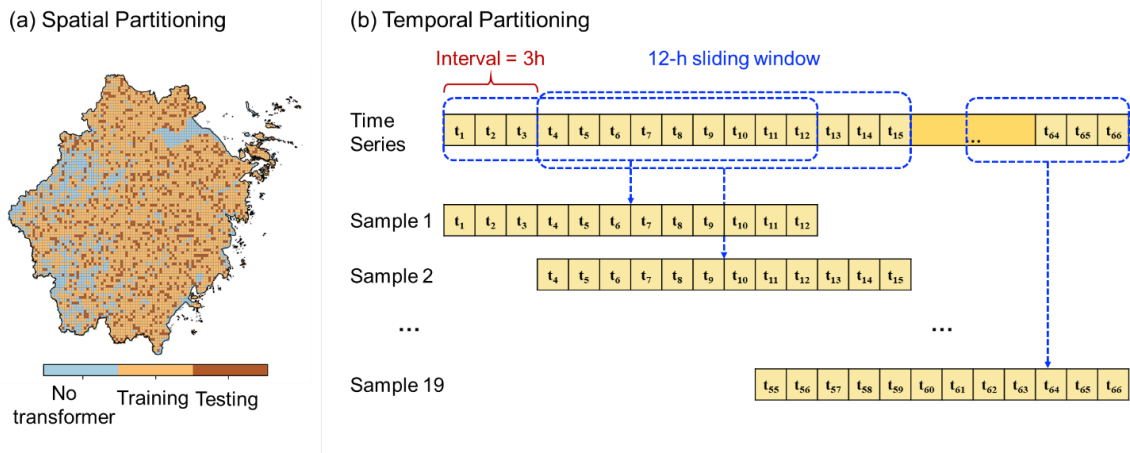 (a) Spatial Partitioning
No transformer
Training
Testing
(b) Temporal Partitioning
Interval = 3h
12-h sliding window
Time Series
t1 t2 t3 t4 t5 t6 t7 t8 t9 t10 t11 t12 t13 t14 t15 ... t64 t65 t66
Sample 1
t1 t2 t3 t4 t5 t6 t7 t8 t9 t10 t11 t12
Sample 2
t4 t5 t6 t7 t8 t9 t10 t11 t12 t13 t14 t15
... ...
Sample 19
t55 t56 t57 t58 t59 t60 t61 t62 t63 t64 t65 t66